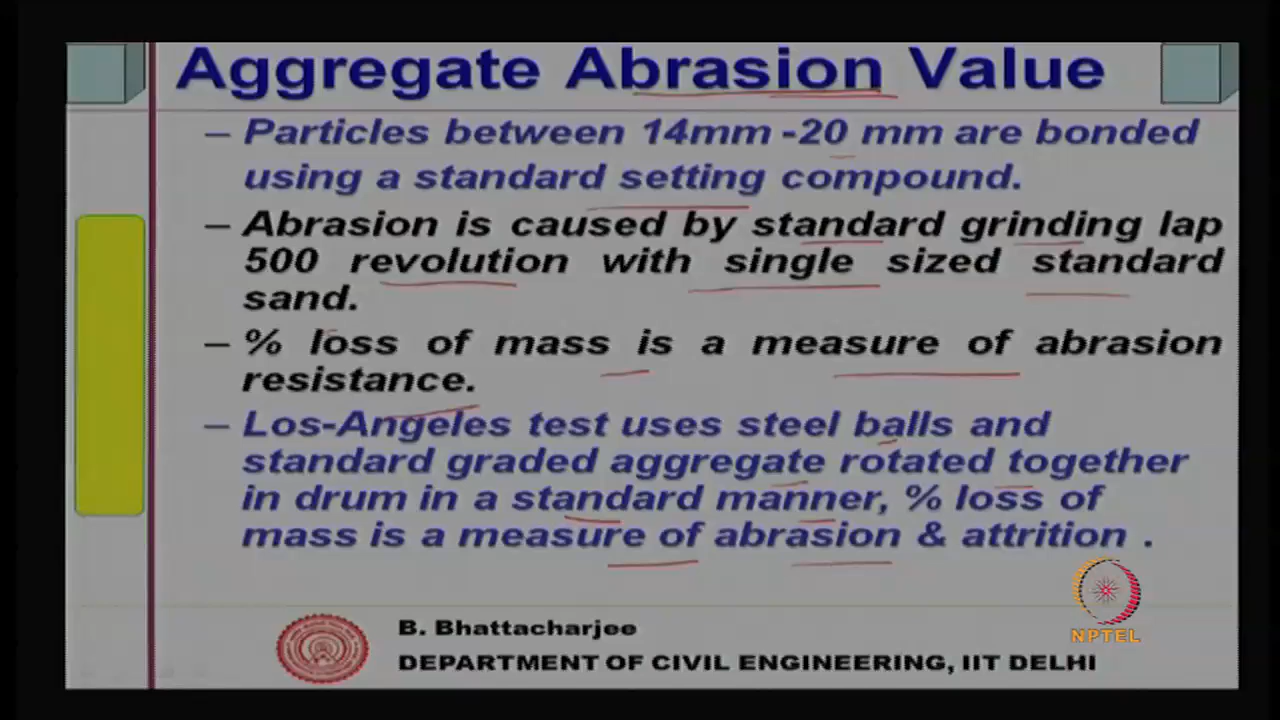 Aggregate Abrasion Value
– Particles between 14mm -20 mm are bonded
using a standard setting compound.
– Abrasion is caused by standard grinding lap
500 revolution with single sized standard
sand.
– % loss of mass is a measure of abrasion
resistance.
– Los-Angeles test uses steel balls and
standard graded aggregate rotated together
in drum in a standard manner, % loss of
mass is a measure of abrasion & attrition .
B. Bhattacharjee
DEPARTMENT OF CIVIL ENGINEERING, IIT DELHI
NPTEL